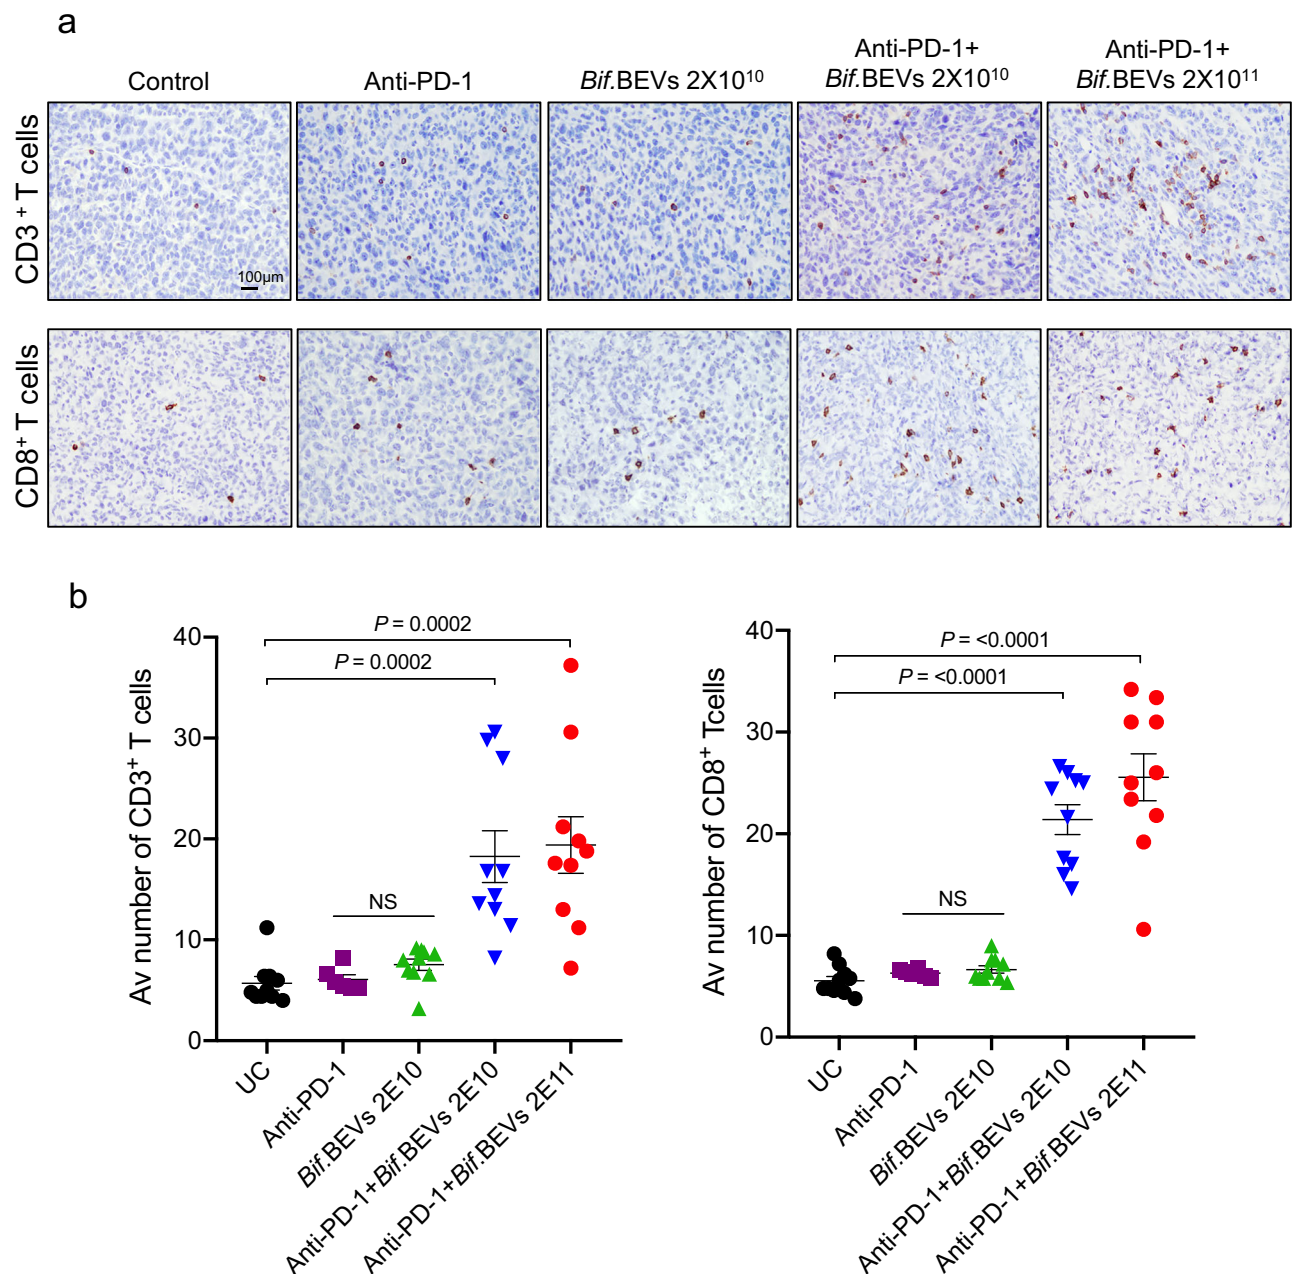 a
Control
Anti-PD-1
Bif.BEVs 2X10¹⁰
Anti-PD-1+
Bif.BEVs 2X10¹⁰
Anti-PD-1+
Bif.BEVs 2X10¹¹
CD3⁺ T cells
100µm
CD8⁺ T cells
b
Av number of CD3⁺ T cells
40
30
20
10
0
P = 0.0002
P = 0.0002
NS
UC
Anti-PD-1
Bif.BEVs 2E10
Anti-PD-1+Bif.BEVs 2E10
Anti-PD-1+Bif.BEVs 2E11
Av number of CD8⁺ Tcells
40
30
20
10
0
P = <0.0001
P = <0.0001
NS
UC
Anti-PD-1
Bif.BEVs 2E10
Anti-PD-1+Bif.BEVs 2E10
Anti-PD-1+Bif.BEVs 2E11